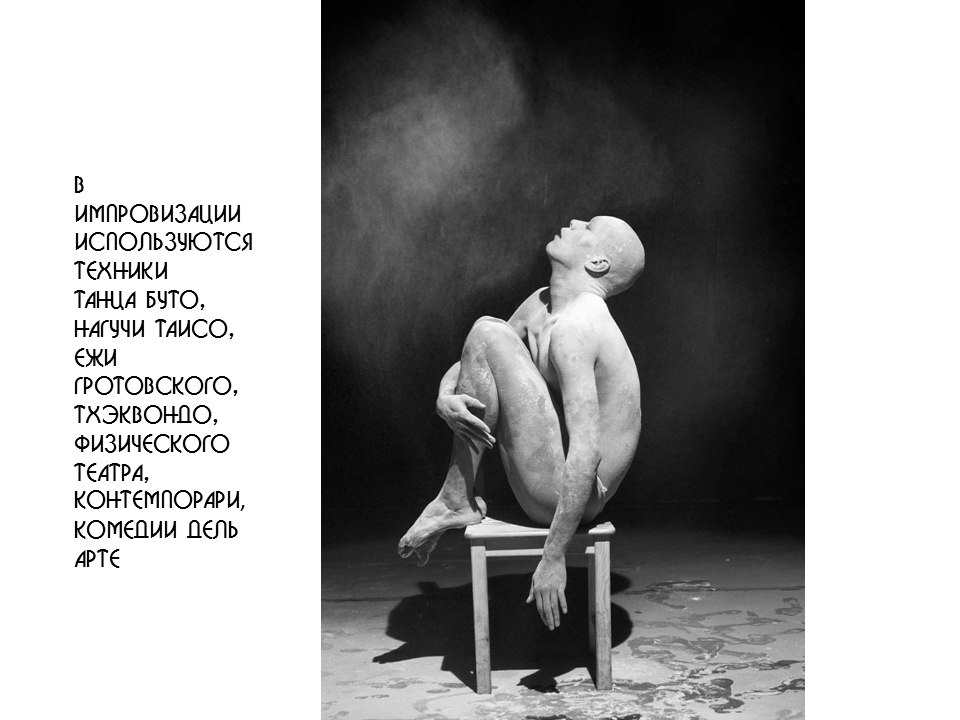 В
ИМПРОВИЗАЦИИ
ИСПОЛЬЗУЮТСЯ
ТЕХНИКИ
ТАНЦА БУТО,
НАГУЧИ ТАИСО,
ЕЖИ
ГРОТОВСКОГО,
ТХЭКВОНДО,
ФИЗИЧЕСКОГО
ТЕАТРА,
КОНТЕМПОРАРИ,
КОМЕДИИ ДЕЛЬ
АРТЕ